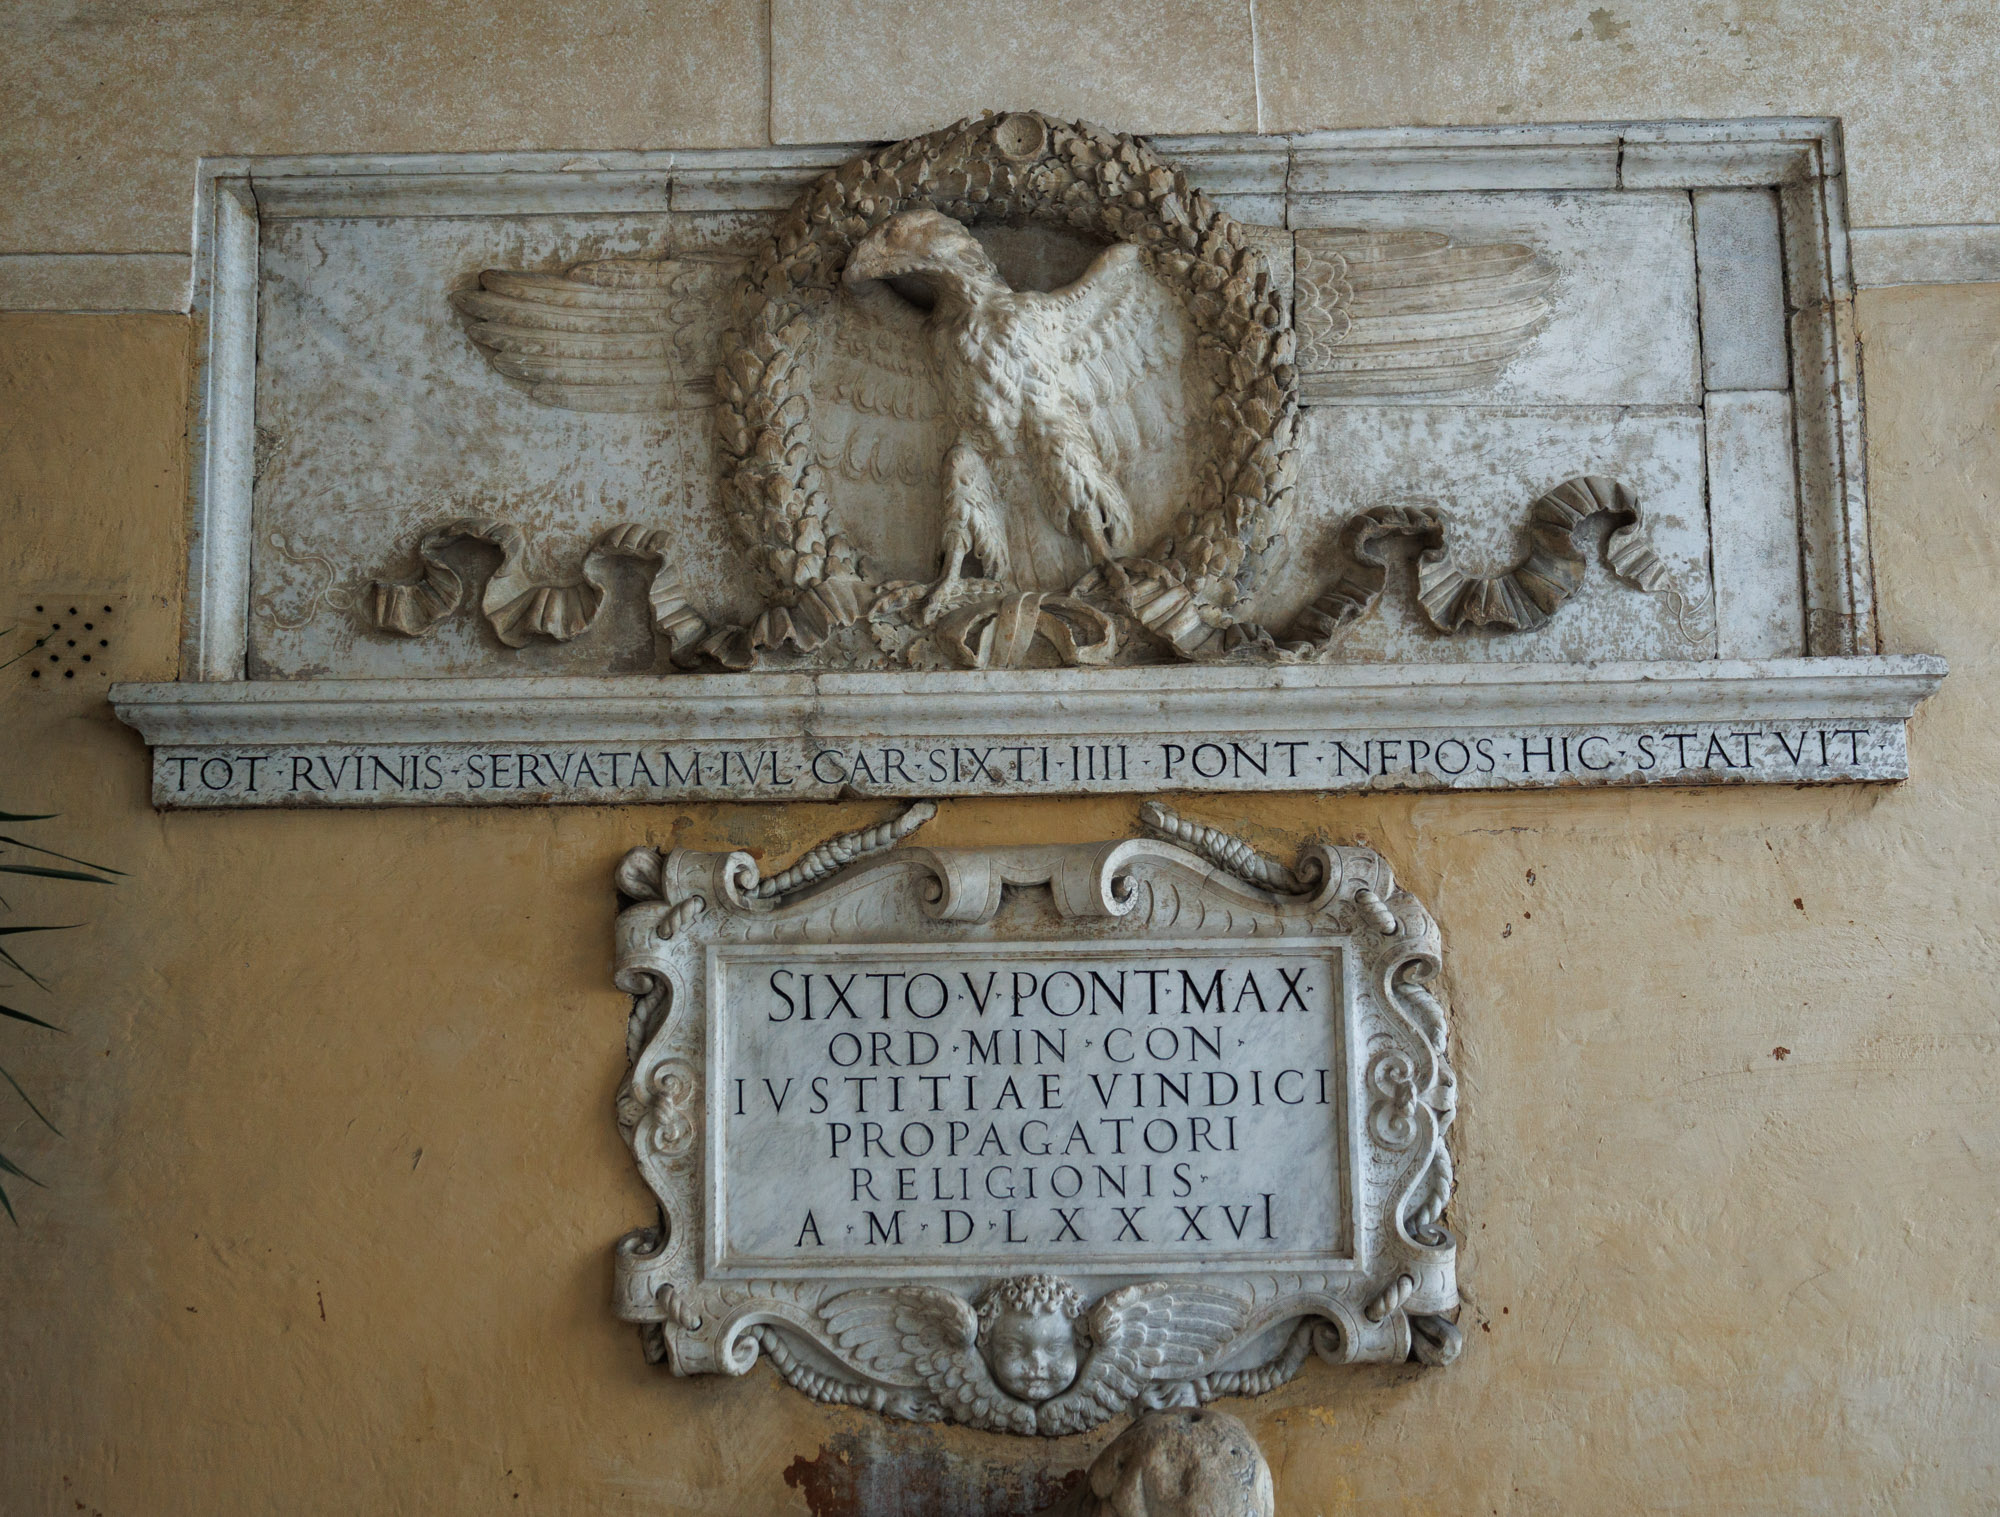 TOT · RVINIS · SERVATAM · IVL · CAR · SIXTI · IIII · PONT · NEPOS · HIC · STATVIT ·
SIXTO · V · PONT · MAX ·
ORD · MIN · CON ·
IVSTITIAE VINDICI
PROPAGATORI
RELIGIONIS ·
A · M · D · LXXXVI